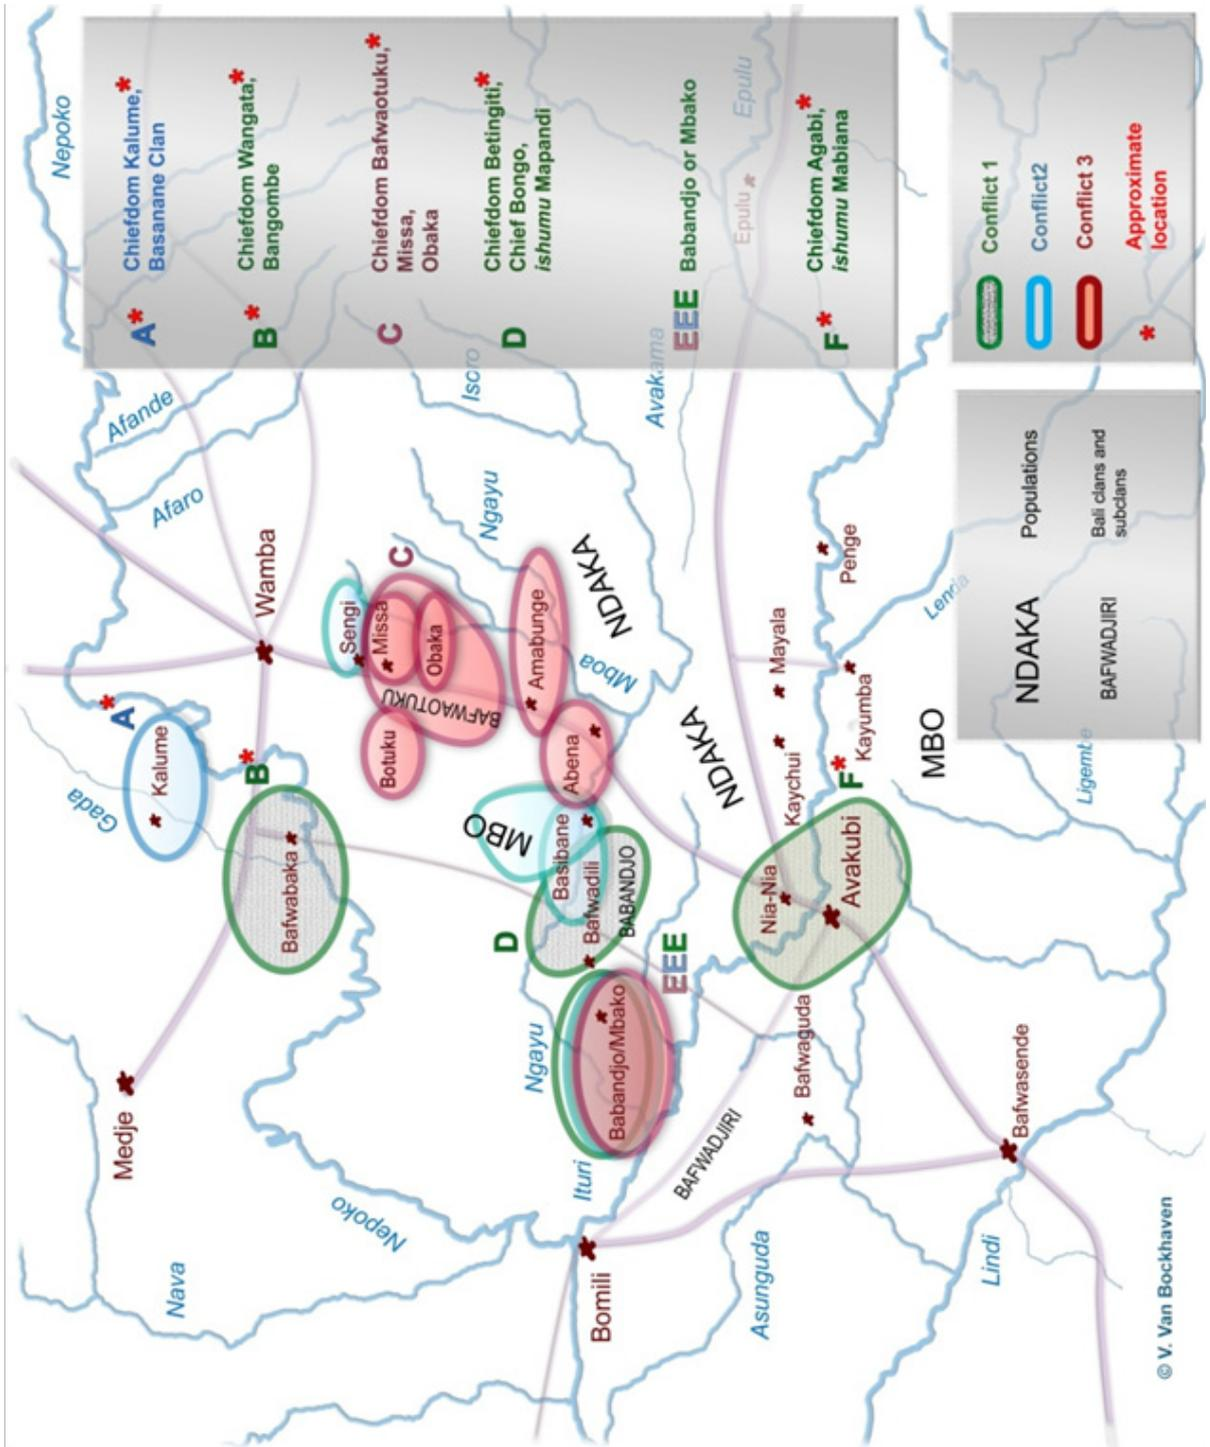 Nepoko
Afande
Afaro
Isoro
Ngayu
Avakama
Epulu
Epulu
Gada
Wamba
A*
Kalume
B*
Bafwabaka
Medje
Nava
Nepoko
Sengi
Missa
Obaka
C
BAFWAOTUKU
Botuku
Amabunge
NDAKA
Mboa
Abena
MBO
Basibane
Bafwadili
BABANDJO
D
EEE
Babandjo/Mbako
Ngayu
Ituri
Bomili
BAFWADJIRI
NDAKA
Penge
Mayala
Kayumba
Kaychui
F*
Nia-Nia
Avakubi
Bafwaguda
MBO
Lenda
Ligembe
Bafwasende
Asunguda
Lindi
A* Chiefdom Kalume,*
Basanane Clan
B* Chiefdom Wangata,*
Bangombe
C Chiefdom Bafwaotuku,*
Missa,
Obaka
D Chiefdom Betingiti,*
Chief Bongo,
ishumu Mapandi
EEE Babandjo or Mbako
F* Chiefdom Agabi,*
ishumu Mabiana
Conflict 1
Conflict2
Conflict 3
* Approximate
location
NDAKA Populations
BAFWADJIRI Bali clans and
subclans
© V. Van Bockhaven